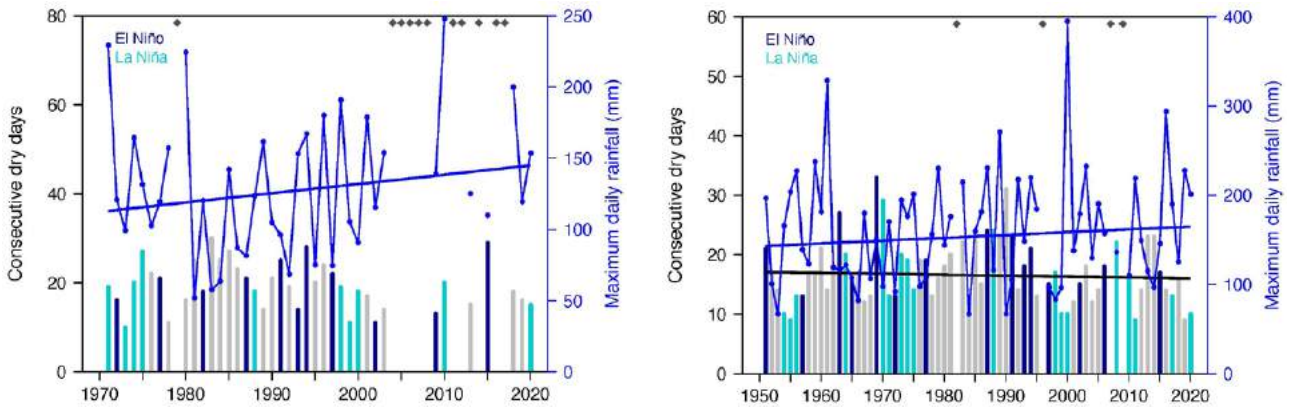 80
60
40
20
0
Consecutive dry days
El Niño
La Niña
250
200
150
100
50
0
Maximum daily rainfall (mm)
1970 1980 1990 2000 2010 2020
60
50
40
30
20
10
0
Consecutive dry days
El Niño
La Niña
400
300
200
100
0
Maximum daily rainfall (mm)
1950 1960 1970 1980 1990 2000 2010 2020